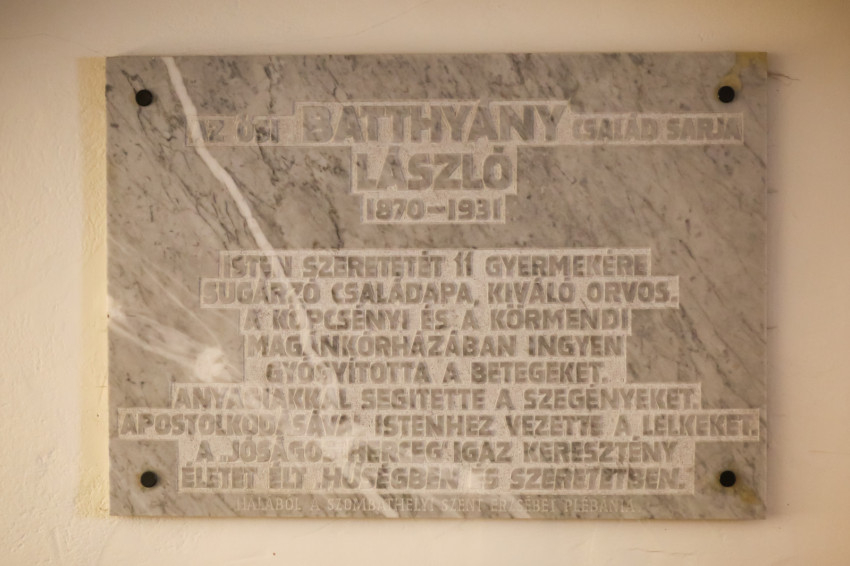 AZ ŐSI BATTHYÁNY CSALÁD SARJA
LÁSZLÓ
1870–1931
ISTEN SZERETETÉT 11 GYERMEKÉRE
SUGÁRZÓ CSALÁDAPA, KIVÁLÓ ORVOS.
A KÖPCSÉNYI ÉS A KÖRMENDI
MAGÁNKÓRHÁZÁBAN INGYEN
GYÓGYÍTOTTA A BETEGEKET.
ANYAGIAKKAL SEGÍTETTE A SZEGÉNYEKET.
APOSTOLKODÁSÁVAL ISTENHEZ VEZETTE A LELKEKET.
A „JÓSÁGOS HERCEG" IGAZ KERESZTÉNY
ÉLETET ÉLT HŰSÉGBEN ÉS SZERETETBEN.
HÁLÁBÓL A SZOMBATHELYI SZENT ERZSÉBET PLÉBÁNIA